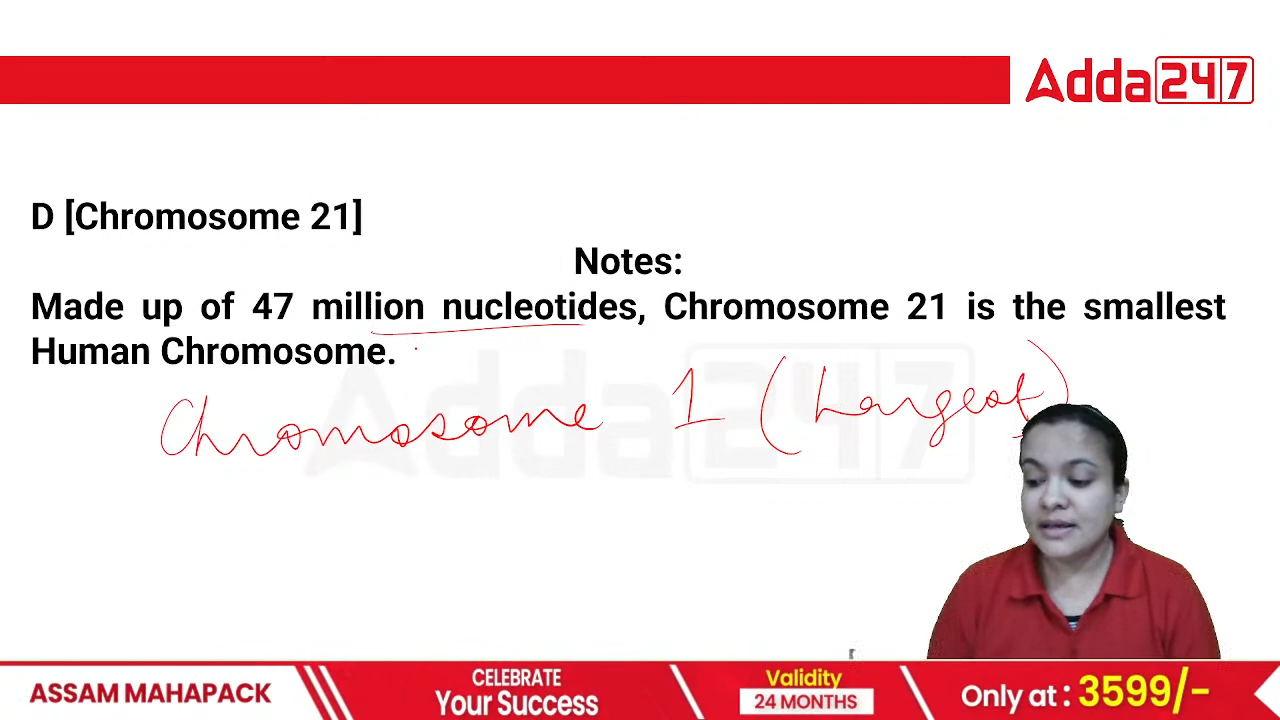 Adda247
D [Chromosome 21]
Notes:
Made up of 47 million nucleotides, Chromosome 21 is the smallest
Human Chromosome.
Chromosome 1 (Largest)
Adda247
ASSAM MAHAPACK
CELEBRATE
Your Success
Validity
24 MONTHS
Only at : 3599/-